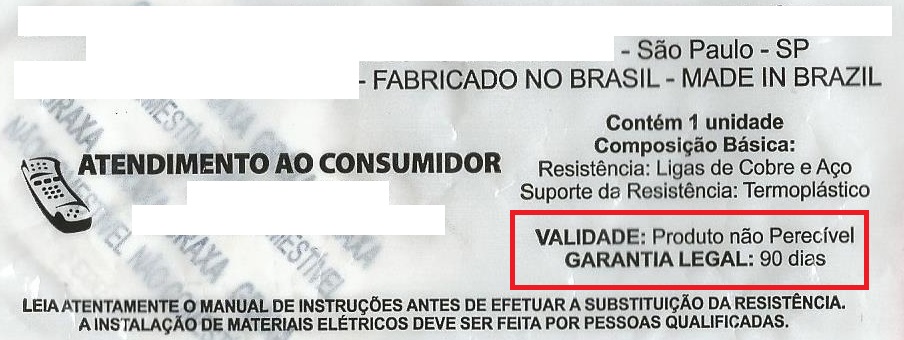 - São Paulo - SP
- FABRICADO NO BRASIL - MADE IN BRAZIL
Contém 1 unidade
Composição Básica:
Resistência: Ligas de Cobre e Aço
Suporte da Resistência: Termoplástico
ATENDIMENTO AO CONSUMIDOR
VALIDADE: Produto não Perecível
GARANTIA LEGAL: 90 dias
LEIA ATENTAMENTE O MANUAL DE INSTRUÇÕES ANTES DE EFETUAR A SUBSTITUIÇÃO DA RESISTÊNCIA.
A INSTALAÇÃO DE MATERIAIS ELÉTRICOS DEVE SER FEITA POR PESSOAS QUALIFICADAS.